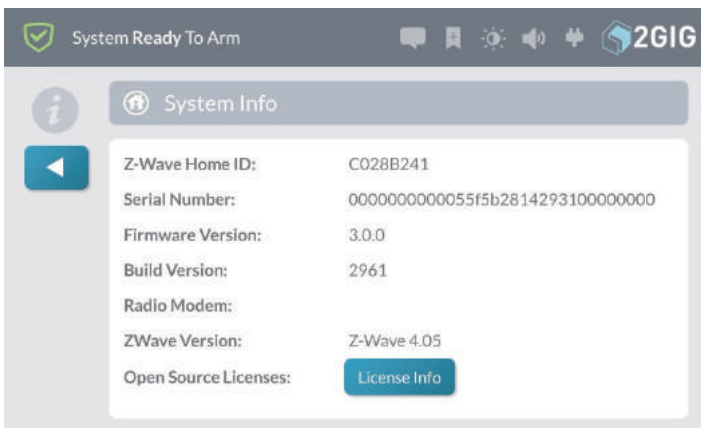 System Ready To Arm
2GIG
System Info
Z-Wave Home ID: C028B241
Serial Number: 0000000000055f5b2814293100000000
Firmware Version: 3.0.0
Build Version: 2961
Radio Modem:
ZWave Version: Z-Wave 4.05
Open Source Licenses: License Info